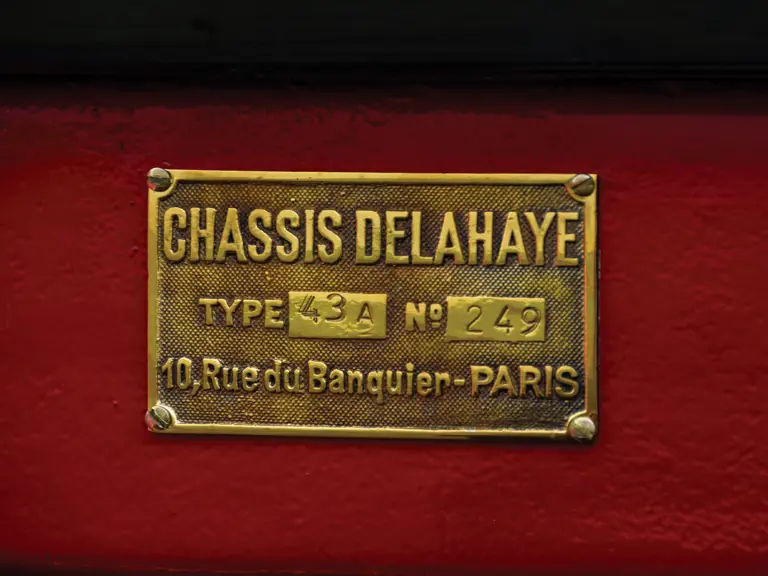 CHASSIS DELAHAYE
TYPE 43A Nº 249
10, Rue du Banquier-PARIS